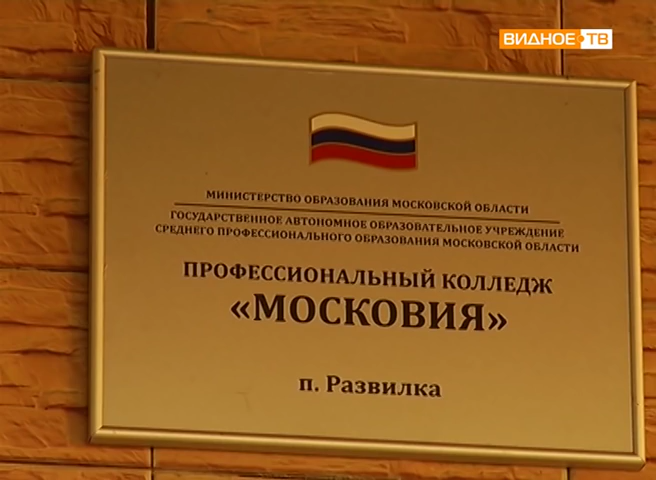 ВИДНОЕ ТВ
МИНИСТЕРСТВО ОБРАЗОВАНИЯ МОСКОВСКОЙ ОБЛАСТИ
ГОСУДАРСТВЕННОЕ АВТОНОМНОЕ ОБРАЗОВАТЕЛЬНОЕ УЧРЕЖДЕНИЕ
СРЕДНЕГО ПРОФЕССИОНАЛЬНОГО ОБРАЗОВАНИЯ МОСКОВСКОЙ ОБЛАСТИ
ПРОФЕССИОНАЛЬНЫЙ КОЛЛЕДЖ
«МОСКОВИЯ»
п. Развилка